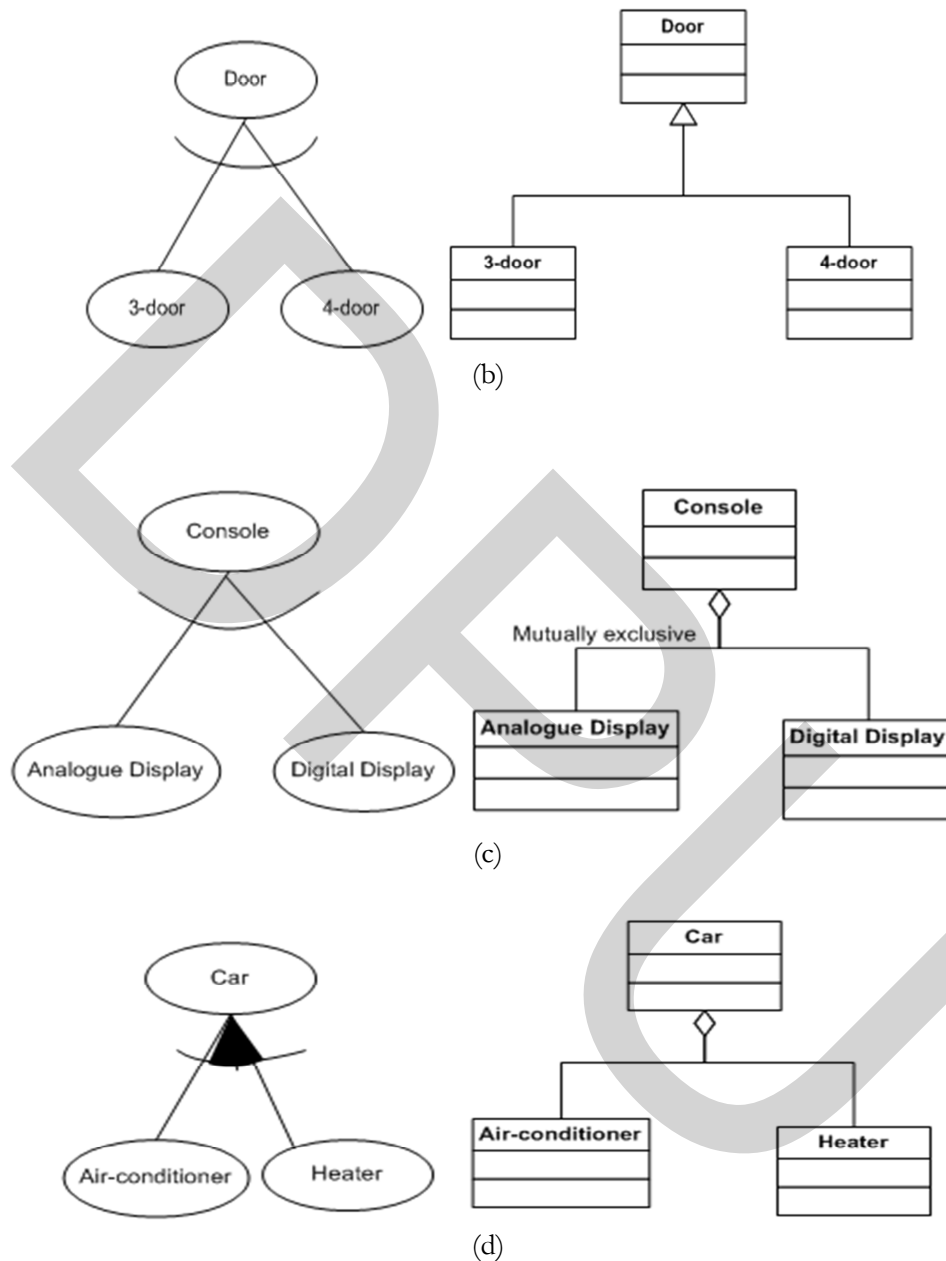 Door
3-door
4-door
Door
3-door
4-door
(b)
Console
Analogue Display
Digital Display
Console
Mutually exclusive
Analogue Display
Digital Display
(c)
Car
Air-conditioner
Heater
Car
Air-conditioner
Heater
(d)
DPU